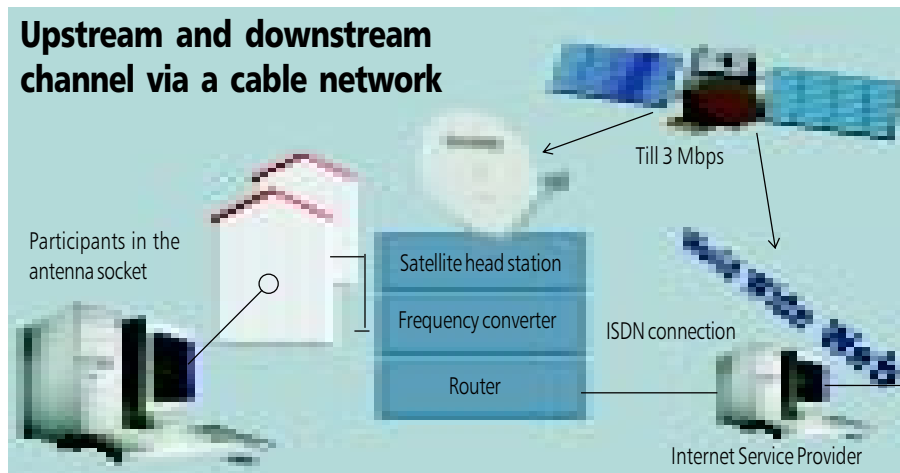 Upstream and downstream
channel via a cable network
Till 3 Mbps
Participants in the
antenna socket
Satellite head station
Frequency converter
ISDN connection
Router
Internet Service Provider